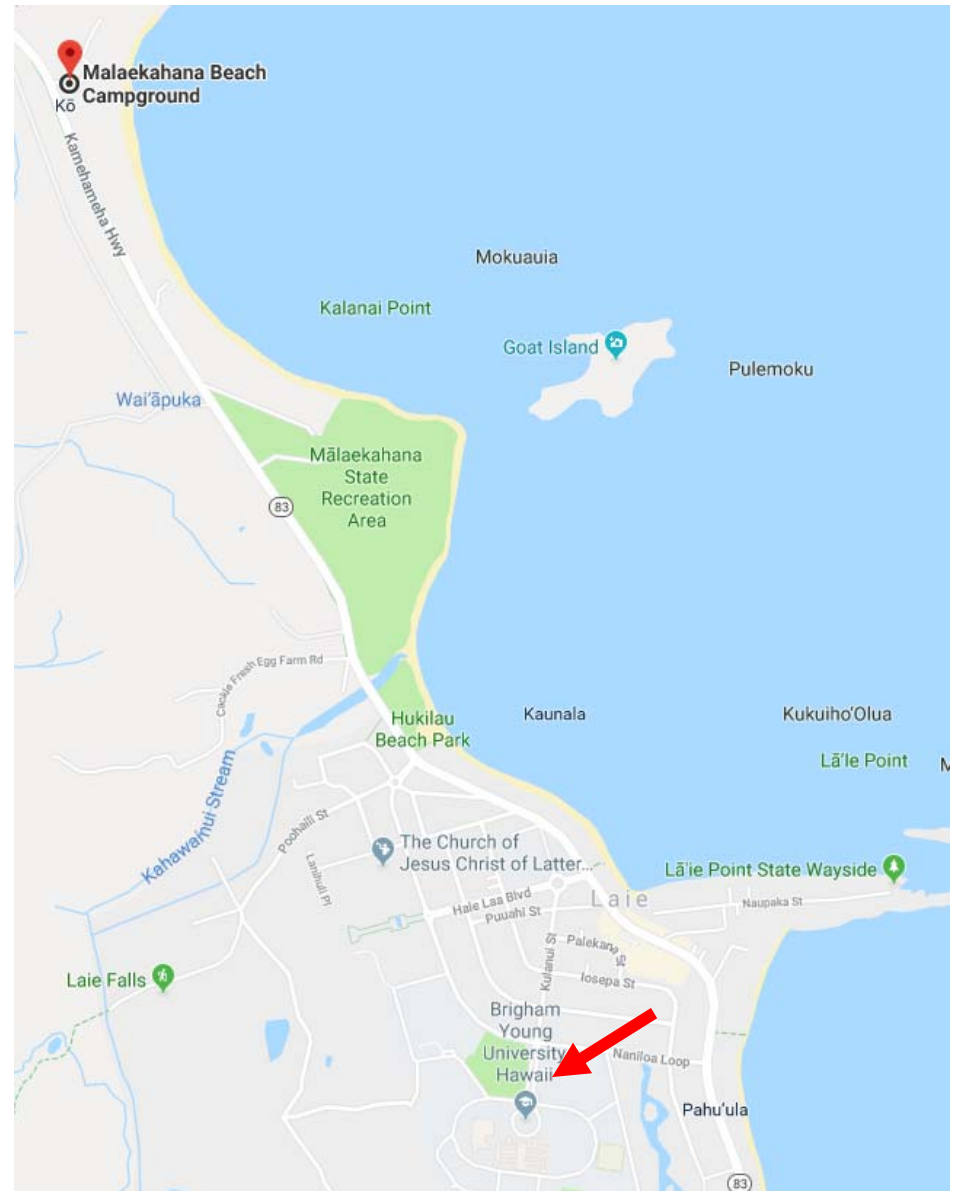 Malaekahana Beach
Campground
Kō
Kamehameha Hwy
Mokuauia
Kalanai Point
Goat Island
Pulemoku
Wai'āpuka
Mālaekahana
State
Recreation
Area
83
Cackle Fresh Egg Farm Rd
Hukilau
Beach Park
Kaunala
Kukuiho'Olua
Lā'Ie Point
Kahawainui Stream
Poohaili St
Lanihuli Pl
The Church of
Jesus Christ of Latter...
Lā'ie Point State Wayside
Hale Laa Blvd
Laie
Naupaka St
Puuahi St
Kulanui St
Palekana St
Iosepa St
Laie Falls
Brigham
Young
University
Hawaii
Naniloa Loop
Pahu'ula
83